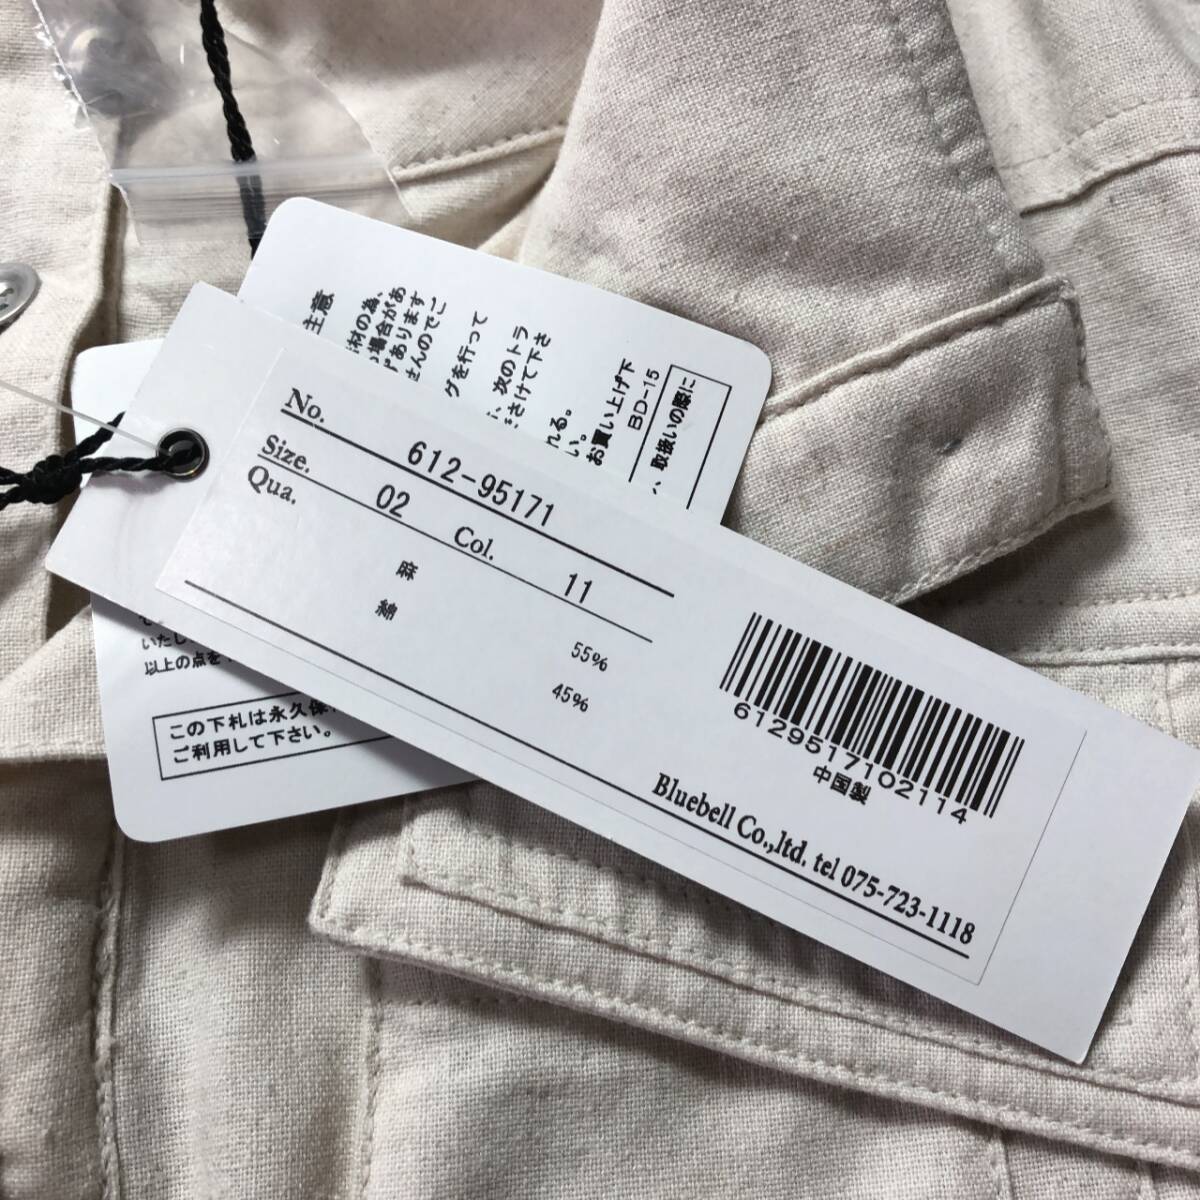 No. 612-95171
Size. 02 Col. 11
Qua.
麻 55%
綿 45%
6129517102114
中国製
Bluebell Co.,ltd. tel 075-723-1118
取扱いの際に
BD-15
お買い上げ下
い。
れる。
さけて下さ
次のトラ
グを行って
せんのでご
ずあります
場合があ
材の為、
主意
いたし
以上の点を
この下札は永久保
ご利用して下さい。